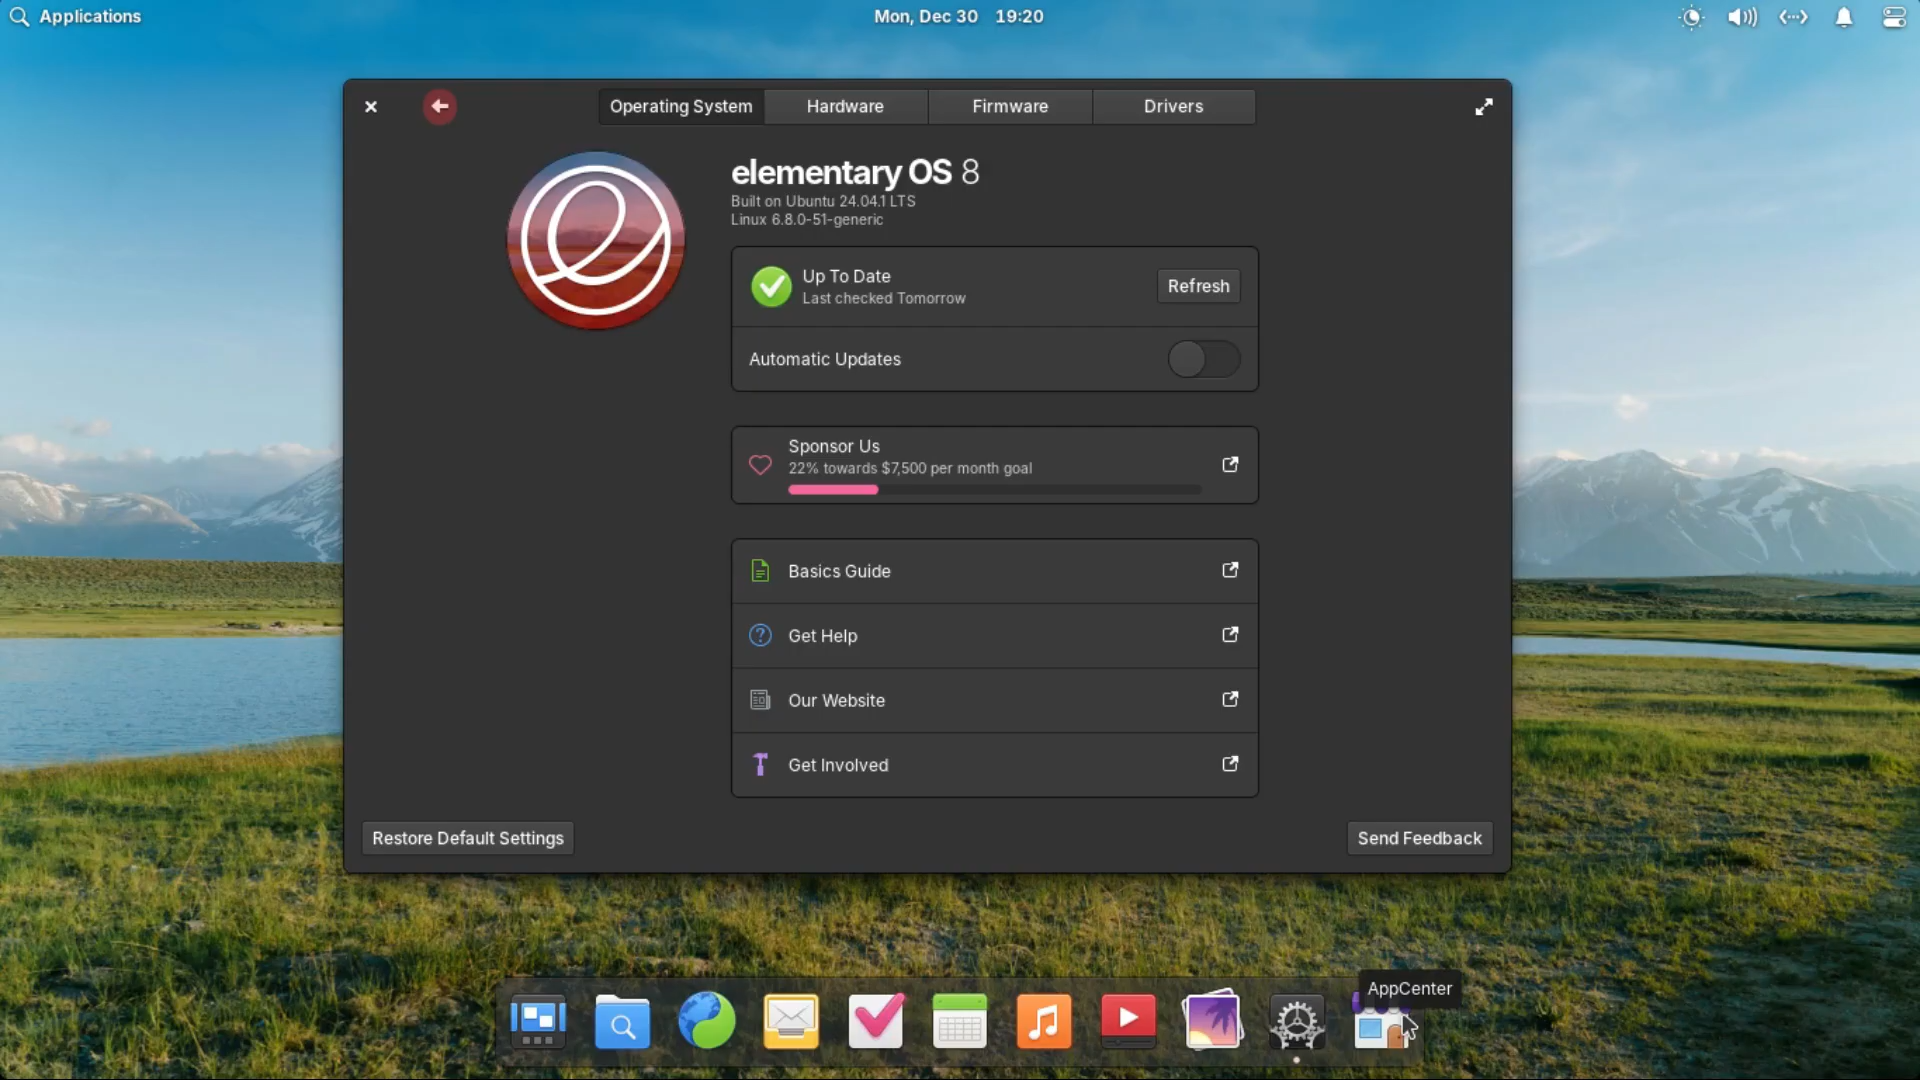 Applications
Mon, Dec 30 19:20
Operating System
Hardware
Firmware
Drivers
elementary OS 8
Built on Ubuntu 24.04.1 LTS
Linux 6.8.0-51-generic
Up To Date
Last checked Tomorrow
Refresh
Automatic Updates
Sponsor Us
22% towards $7,500 per month goal
Basics Guide
Get Help
Our Website
Get Involved
Restore Default Settings
Send Feedback
AppCenter